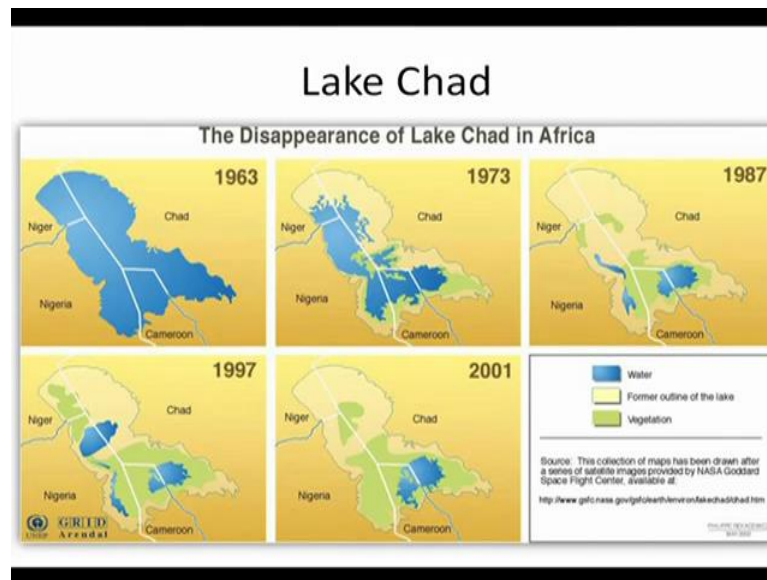 Lake Chad
The Disappearance of Lake Chad in Africa
1963
Chad
Niger
Nigeria
Cameroon
1973
Chad
Niger
Nigeria
Cameroon
1987
Chad
Niger
Nigeria
Cameroon
1997
Chad
Niger
Nigeria
Cameroon
UNEP
GRID
Arendal
2001
Chad
Niger
Nigeria
Cameroon
Water
Former outline of the lake
Vegetation
Source: This collection of maps has been drawn after
a series of satellite images provided by NASA Goddard
Space Flight Center, available at: